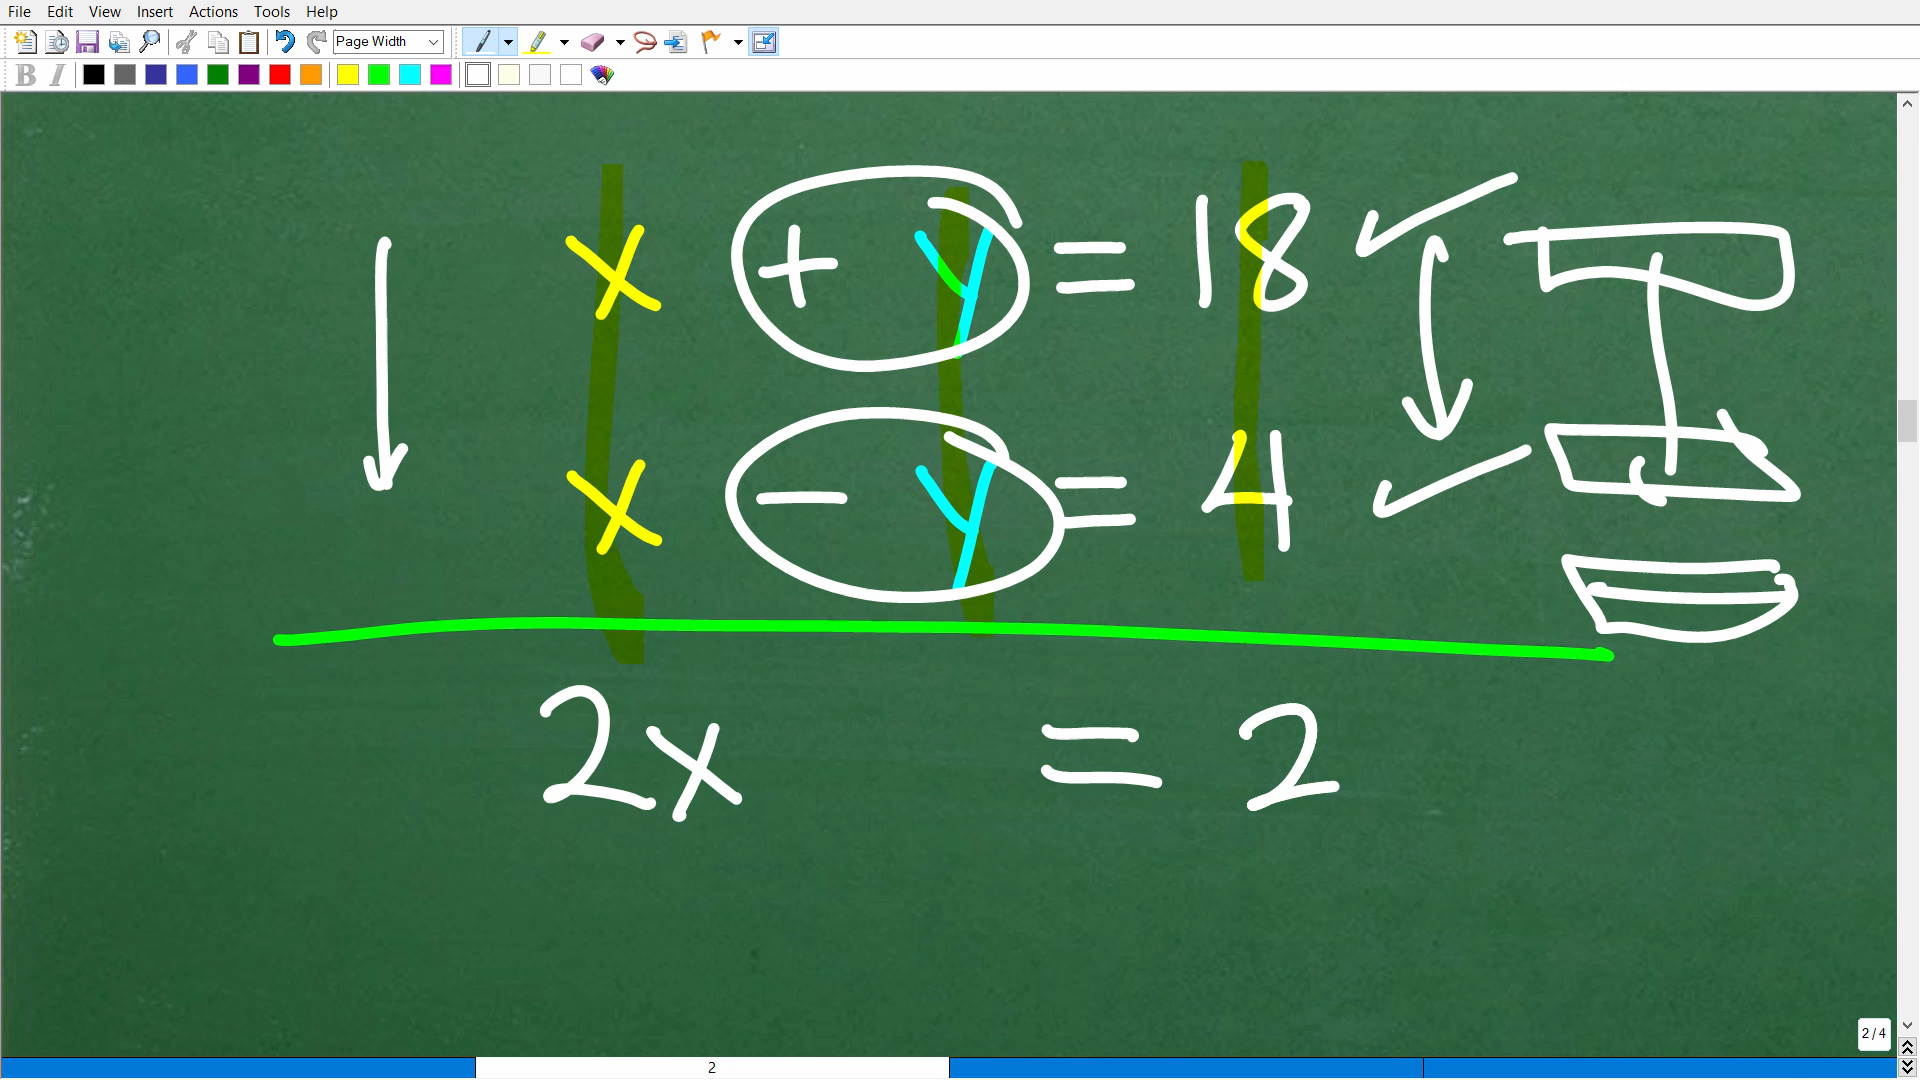 File Edit View Insert Actions Tools Help
Page Width
B I
x + y = 18
x - y = 4
2x = 2
2 / 4
2